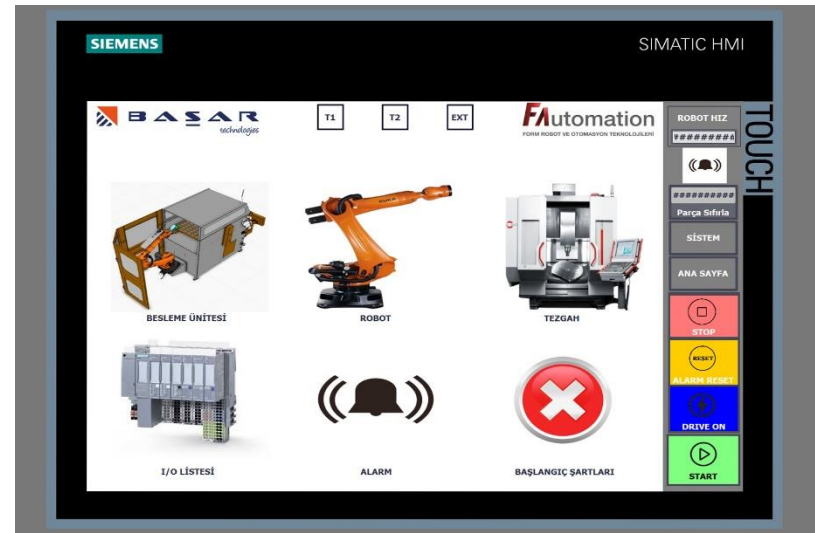 SIEMENS
SIMATIC HMI
TOUCH
BAŞAR
technologies
T1
T2
EXT
FAutomation
FORM ROBOT VE OTOMASYON TEKNOLOJİLERİ
ROBOT HIZ
##########
Parça Sıfırla
SİSTEM
ANA SAYFA
STOP
RESET
ALARM RESET
DRIVE ON
START
BESLEME ÜNİTESİ
ROBOT
TEZGAH
I/O LİSTESİ
ALARM
BAŞLANGIÇ ŞARTLARI